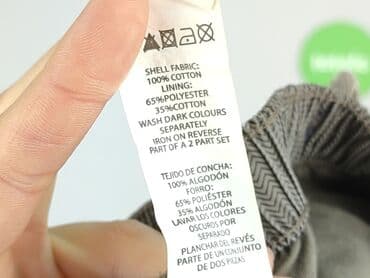 SHELL FABRIC:
100% COTTON
LINING:
65%POLYESTER
35%COTTON
WASH DARK COLOURS
SEPARATELY
IRON ON REVERSE
PART OF A 2 PART SET
TEJIDO DE CONCHA:
100% ALGODÓN
FORRO:
65% POLIÉSTER
35% ALGODÓN
LAVAR LOS COLORES
OSCUROS POR
SEPARADO
PLANCHAR DEL REVÉS
PARTE DE UN CONJUNTO
DE DOS PIEZAS